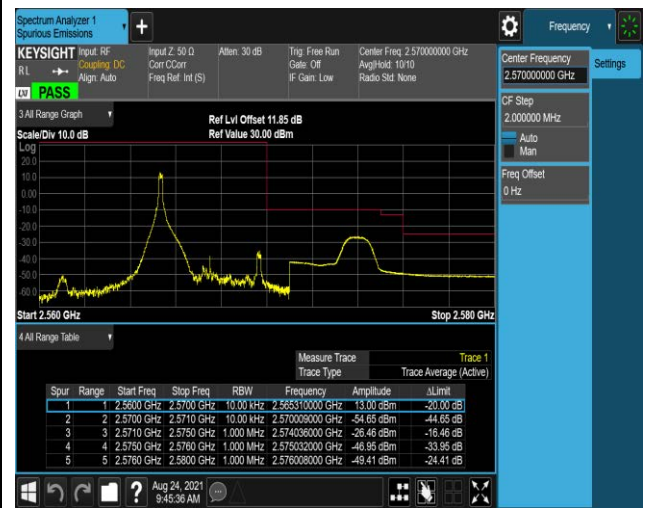 Spectrum Analyzer 1
Spurious Emissions
Frequency
KEYSIGHT
RL
LXI
PASS
Input: RF
Coupling: DC
Align: Auto
Input Z: 50 Ω
Corr CCorr
Freq Ref: Int (S)
Atten: 30 dB
Trig: Free Run
Gate: Off
IF Gain: Low
Center Freq: 2.570000000 GHz
Avg|Hold: 10/10
Radio Std: None
Center Frequency
2.570000000 GHz
Settings
CF Step
2.000000 MHz
Auto
Man
Freq Offset
0 Hz
3 All Range Graph
Scale/Div 10.0 dB
Ref Lvl Offset 11.85 dB
Ref Value 30.00 dBm
Log
20.0
10.0
0.00
-10.0
-20.0
-30.0
-40.0
-50.0
-60.0
Start 2.560 GHz
Stop 2.580 GHz
4 All Range Table
Measure Trace Trace 1
Trace Type Trace Average (Active)
Spur Range Start Freq Stop Freq RBW Frequency Amplitude ΔLimit
1 1 2.5600 GHz 2.5700 GHz 10.00 kHz 2.565310000 GHz 13.00 dBm -20.00 dB
2 2 2.5700 GHz 2.5710 GHz 10.00 kHz 2.570009000 GHz -54.65 dBm -44.65 dB
3 3 2.5710 GHz 2.5750 GHz 1.000 MHz 2.574036000 GHz -26.46 dBm -16.46 dB
4 4 2.5750 GHz 2.5760 GHz 1.000 MHz 2.575032000 GHz -46.95 dBm -33.95 dB
5 5 2.5760 GHz 2.5800 GHz 1.000 MHz 2.576008000 GHz -49.41 dBm -24.41 dB
?
Aug 24, 2021
9:45:36 AM